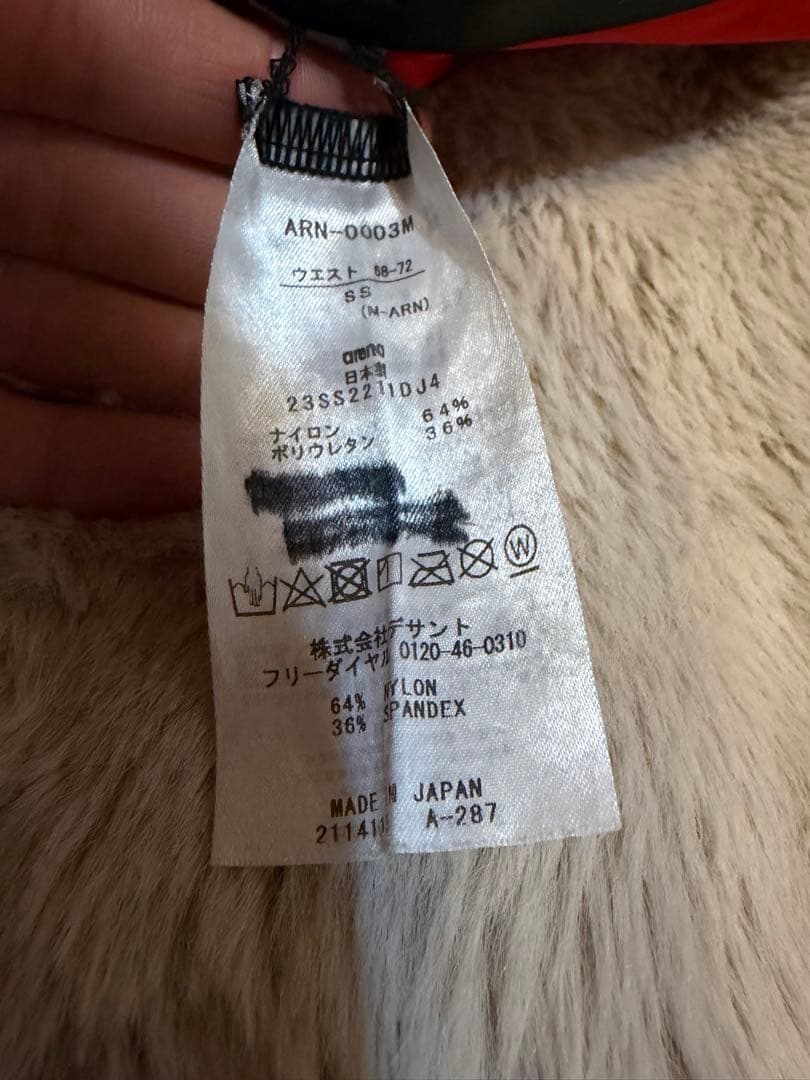 ARN-0003M
ウエスト 68-72
SS
(M-ARN)
arena
日本製
23SS2211DJ4
ナイロン 64%
ポリウレタン 36%
W
株式会社デサント
フリーダイヤル 0120-46-0310
64% NYLON
36% SPANDEX
MADE IN JAPAN
A-287